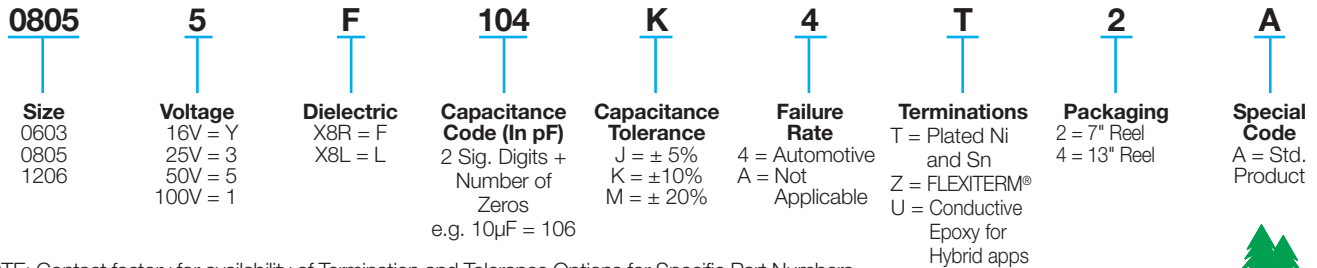 0805 5 F 104 K 4 T 2 A
Size
0603
0805
1206
Voltage
16V = Y
25V = 3
50V = 5
100V = 1
Dielectric
X8R = F
X8L = L
Capacitance
Code (In pF)
2 Sig. Digits +
Number of
Zeros
e.g. 10µF = 106
Capacitance
Tolerance
J = ± 5%
K = ±10%
M = ± 20%
Failure
Rate
4 = Automotive
A = Not
Applicable
Terminations
T = Plated Ni
and Sn
Z = FLEXITERM®
U = Conductive
Epoxy for
Hybrid apps
Packaging
2 = 7" Reel
4 = 13" Reel
Special
Code
A = Std.
Product